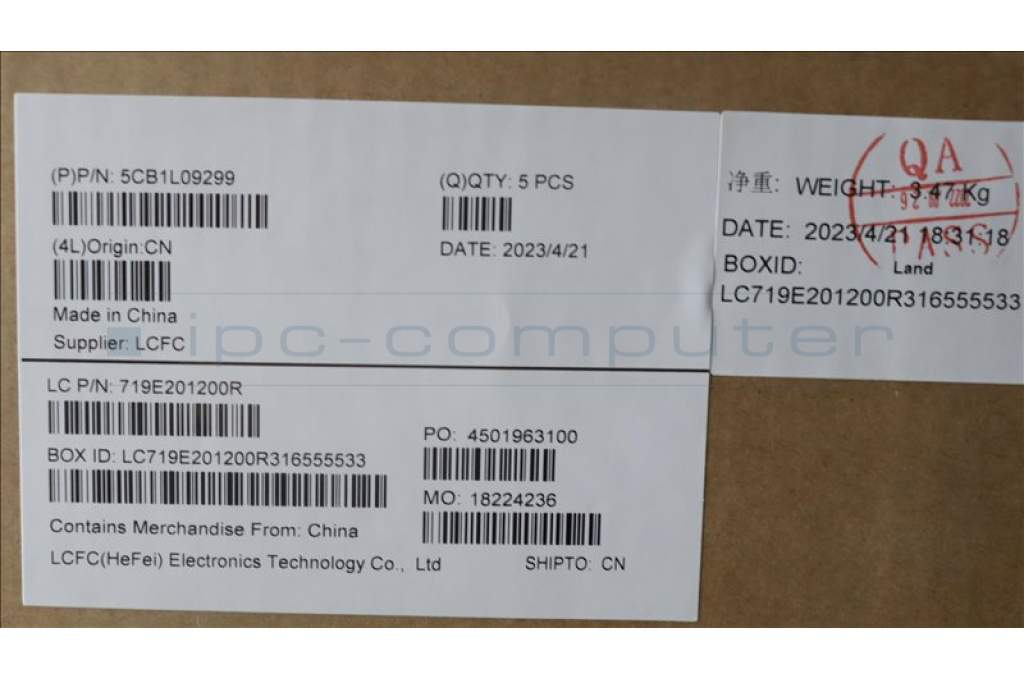 (P)P/N: 5CB1L09299
(Q)QTY: 5 PCS
(4L)Origin:CN
DATE: 2023/4/21
Made in China
Supplier: LCFC
LC P/N: 719E201200R
PO: 4501963100
BOX ID: LC719E201200R316555533
MO: 18224236
Contains Merchandise From: China
LCFC(HeFei) Electronics Technology Co., Ltd
SHIPTO: CN
净重: WEIGHT: 3.47 Kg
DATE: 2023/4/21 18:31:18
BOXID: Land
LC719E201200R316555533
QA
PASS
ipc-computer